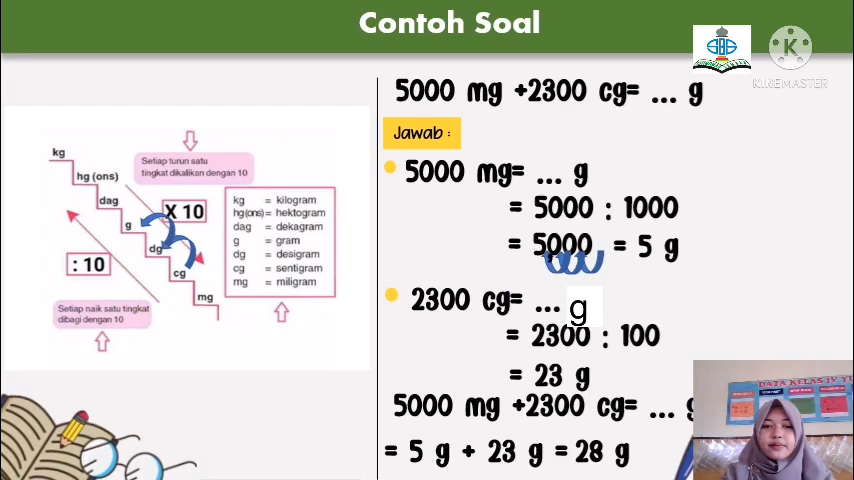 Contoh Soal
SBS
K
KINEMASTER
5000 mg +2300 cg= ... g
Jawab :
5000 mg= ... g
= 5000 : 1000
= 5000 = 5 g
2300 cg= ... g
= 2300 : 100
= 23 g
5000 mg +2300 cg= ... g
= 5 g + 23 g = 28 g
kg
hg (ons)
dag
g
dg
cg
mg
Setiap turun satu
tingkat dikalikan dengan 10
X 10
: 10
Setiap naik satu tingkat
dibagi dengan 10
kg = kilogram
hg(ons)= hektogram
dag = dekagram
g = gram
dg = desigram
cg = sentigram
mg = miligram
DATA KELAS IV